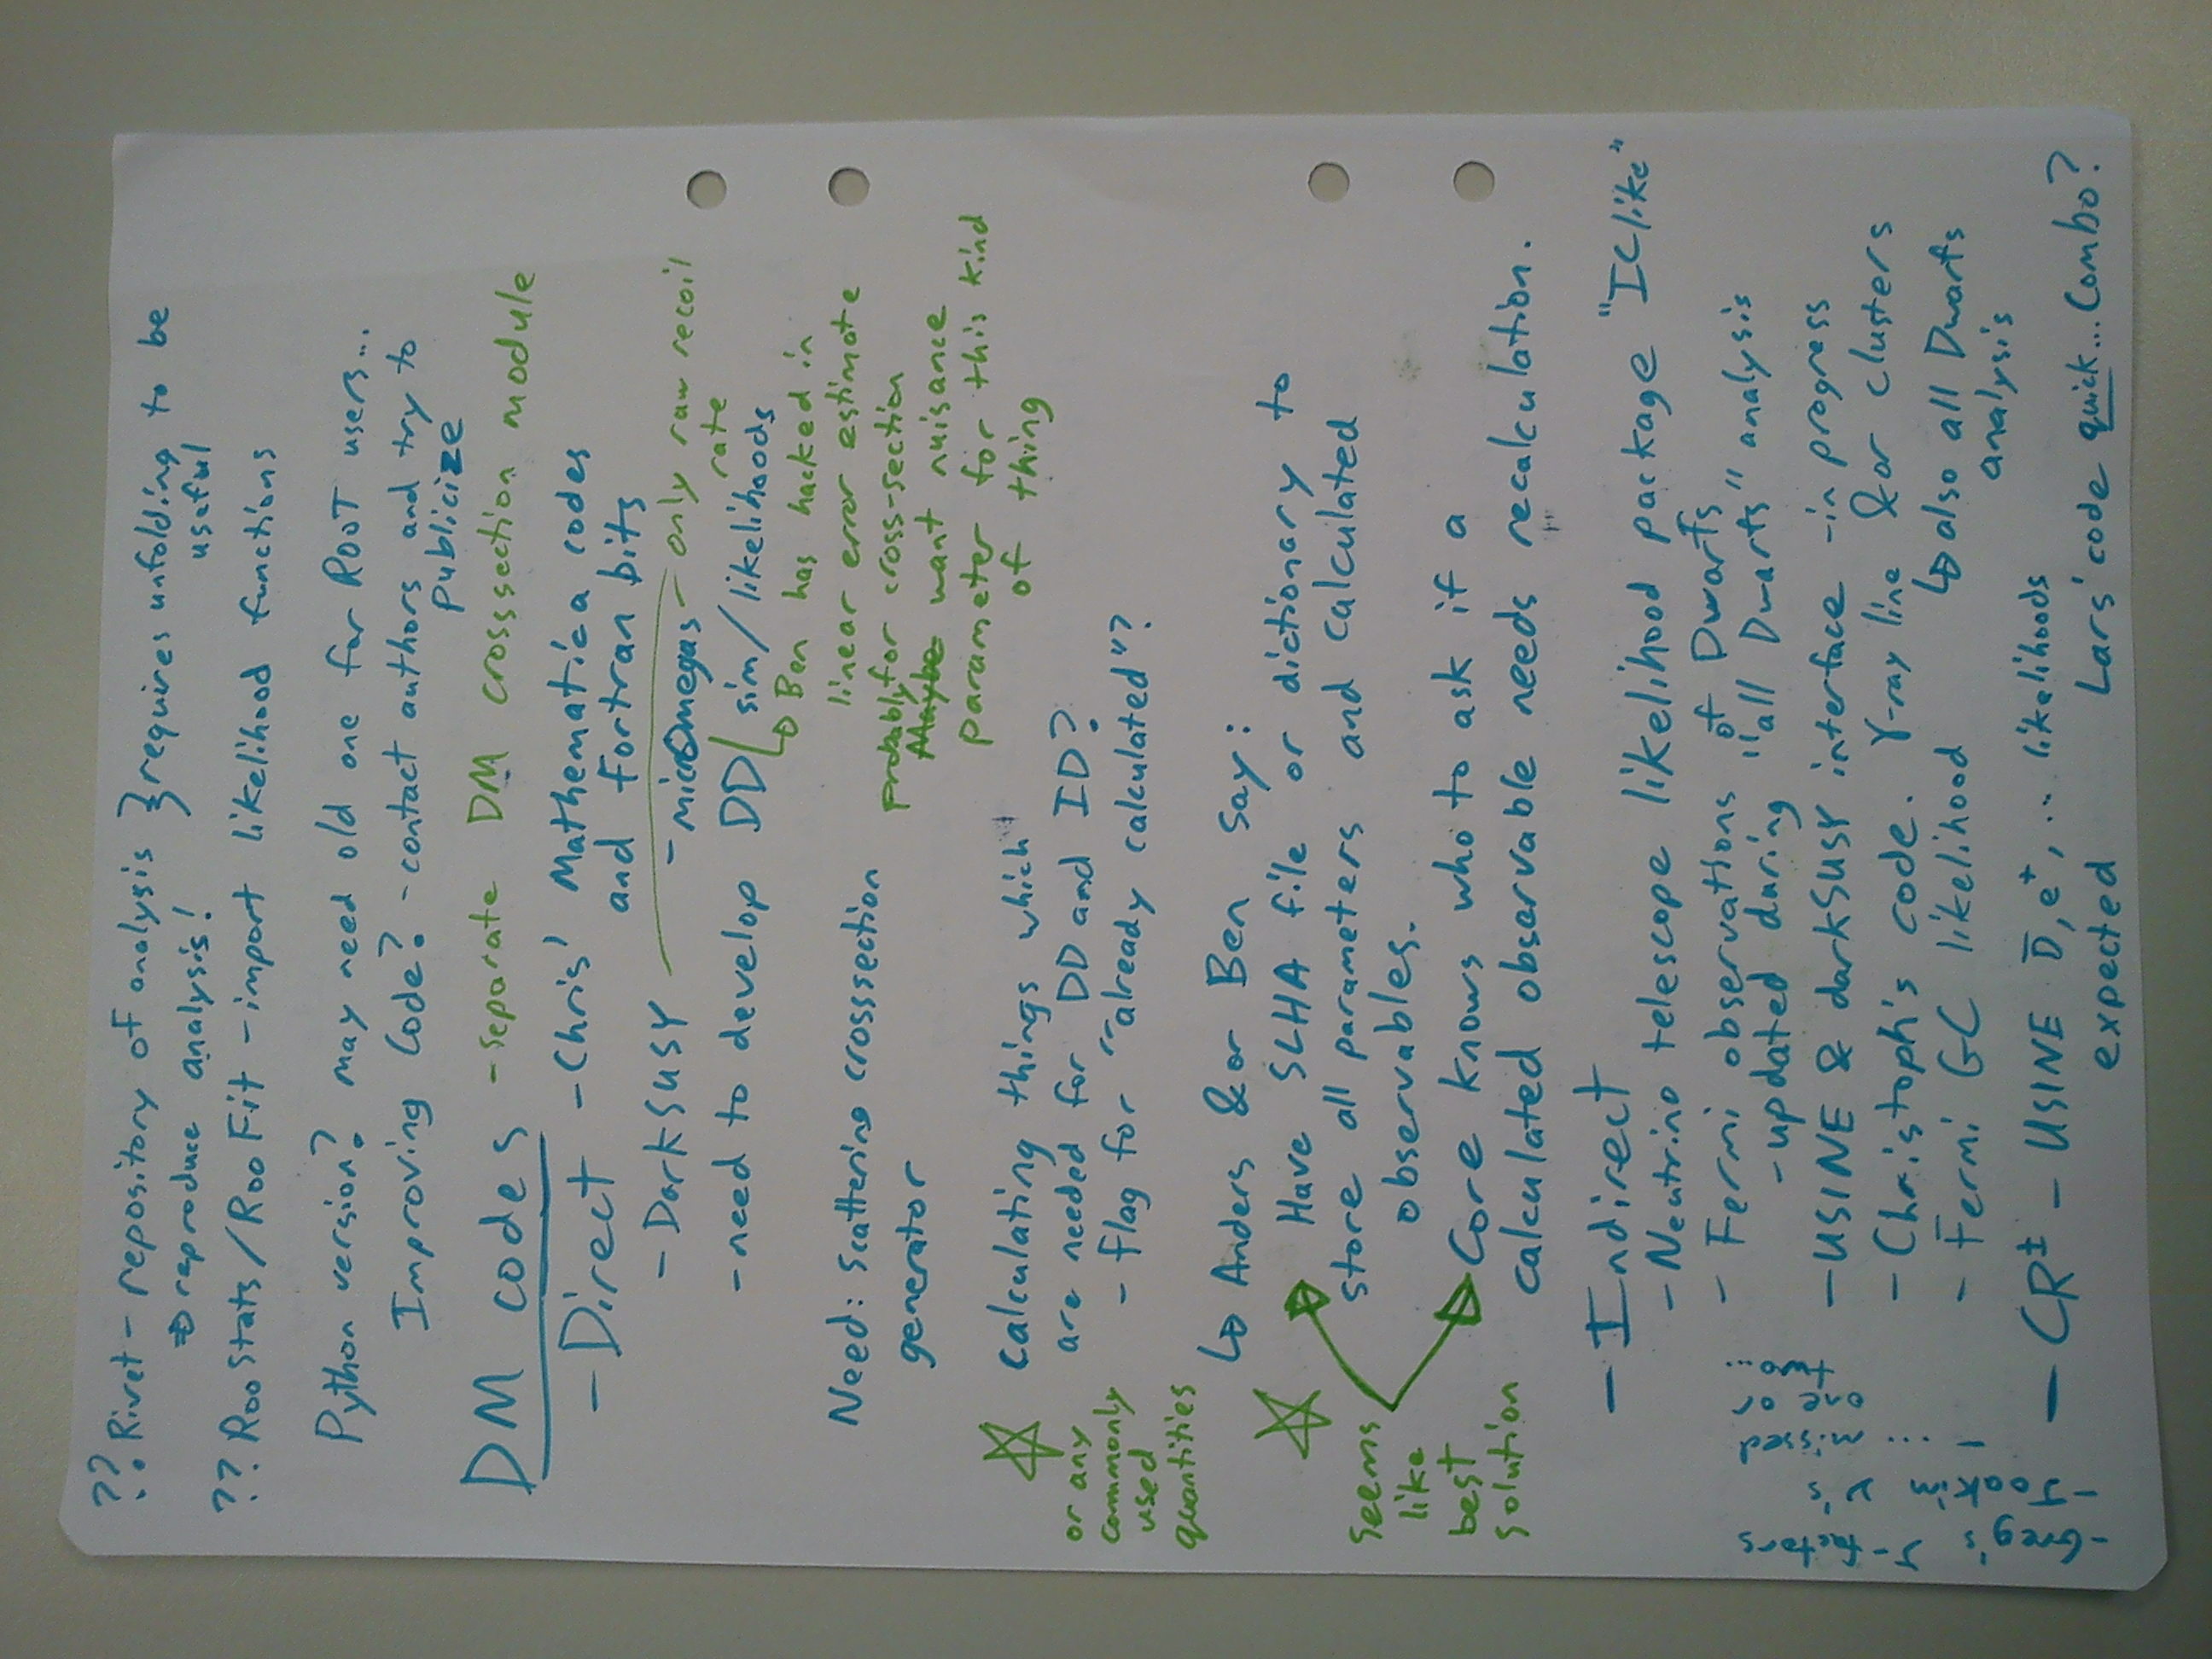 ?? Rivet - repository of analysis } requires unfolding to be
⇒ reproduce analysis! useful
?? RooStats/RooFit - import likelihood functions
Python version? may need old one for ROOT users...
Improving Code? - contact authors and try to
publicize
DM codes - separate DM crosssection module
- Direct - Chris' Mathematica codes
and Fortran bits
- DarkSUSY - micrOmegas - only raw recoil
rate
- need to develop DD sim/likelihoods
↳ Ben has hacked in
linear error estimate
for cross-section
probably, Maybe want nuisance
parameter for this kind
of thing
Need: Scattering crosssection
generator
☆ Calculating things which
are needed for DD and ID?
- flag for "already calculated"?
or any
commonly
used
quantities
↳ Anders &or Ben say:
☆ Have SLHA file or dictionary to
store all parameters and calculated
observables.
Seems
like
best
solution
Core knows who to ask if a
calculated observable needs recalculation.
- Indirect
- Neutrino telescope likelihood package "IClike"
- Fermi observations of Dwarfs
- updated during "all Dwarfs" analysis
- USINE & darkSUSY interface - in progress
- Christoph's code. γ-ray line &or clusters
↳ also all Dwarfs
analysis
- Fermi GC likelihood
- CR± - USINE D̄, e⁺, .. likelihoods
expected
Lars' code quick... Combo?
- Greg's J-factors
- Joakim ν's
- ... missed
one or
two...